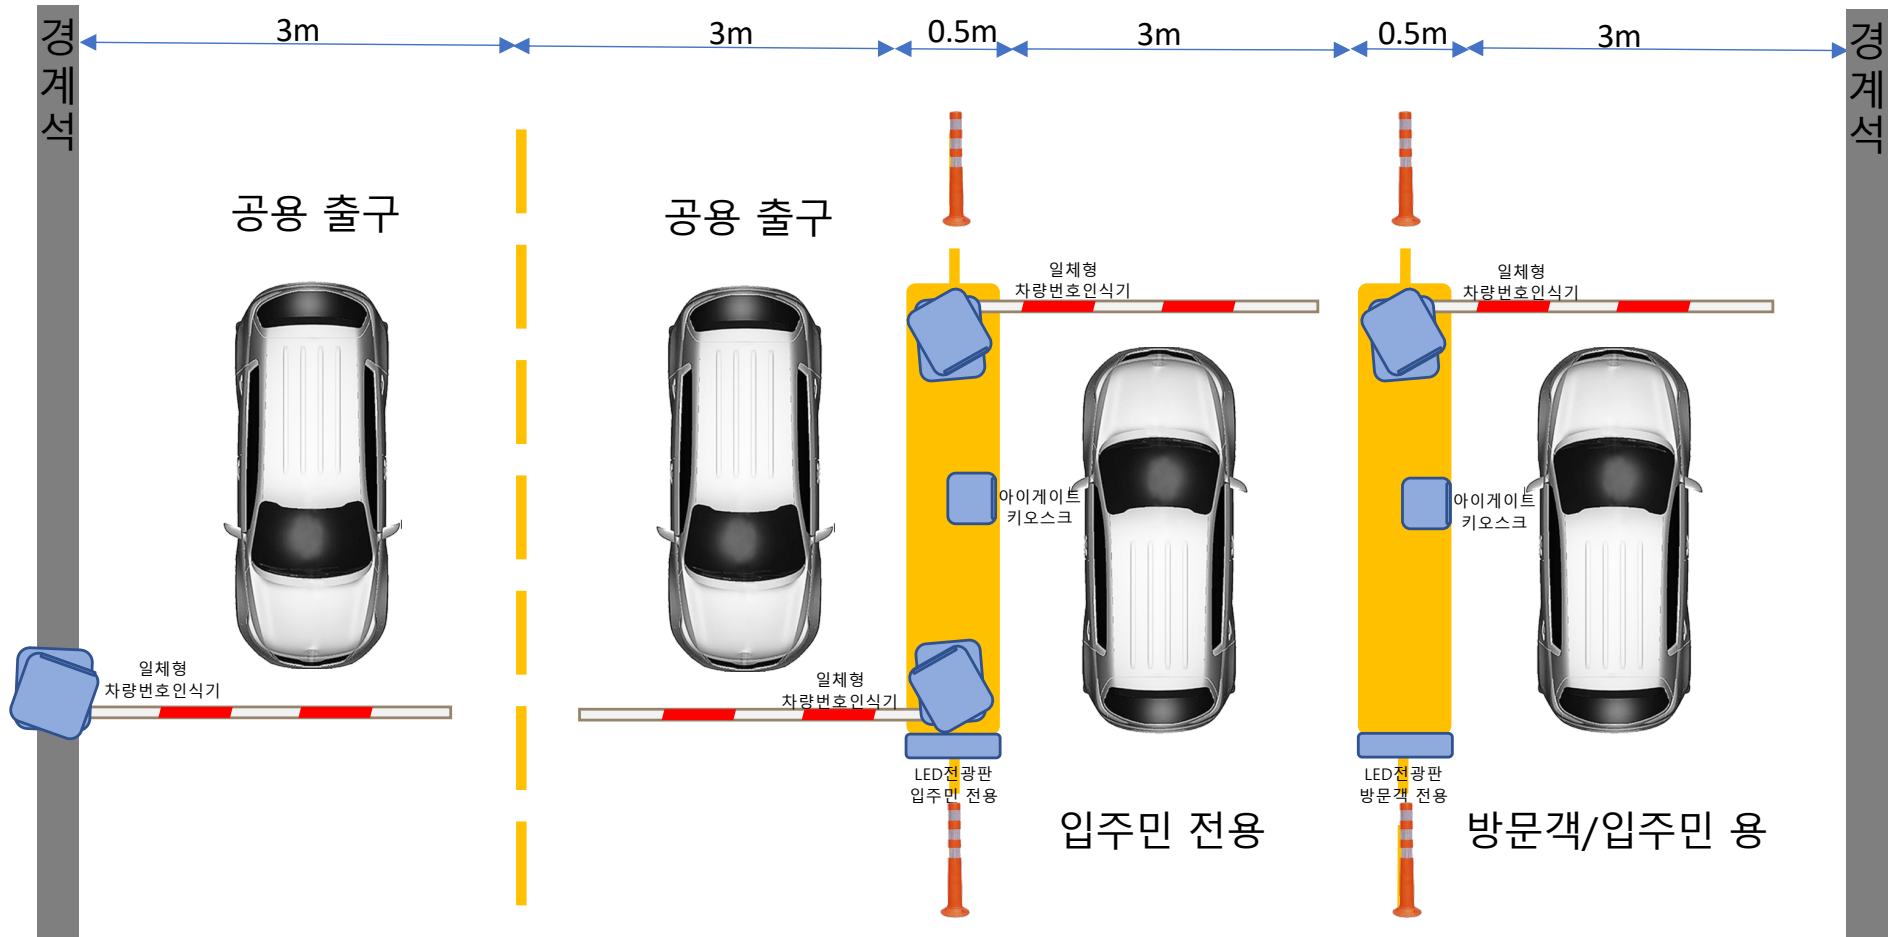 3m
3m
0.5m
3m
0.5m
3m
경계석
경계석
공용 출구
공용 출구
일체형
차량번호인식기
일체형
차량번호인식기
아이게이트
키오스크
아이게이트
키오스크
일체형
차량번호인식기
일체형
차량번호인식기
LED전광판
입주민 전용
LED전광판
방문객 전용
입주민 전용
방문객/입주민 용